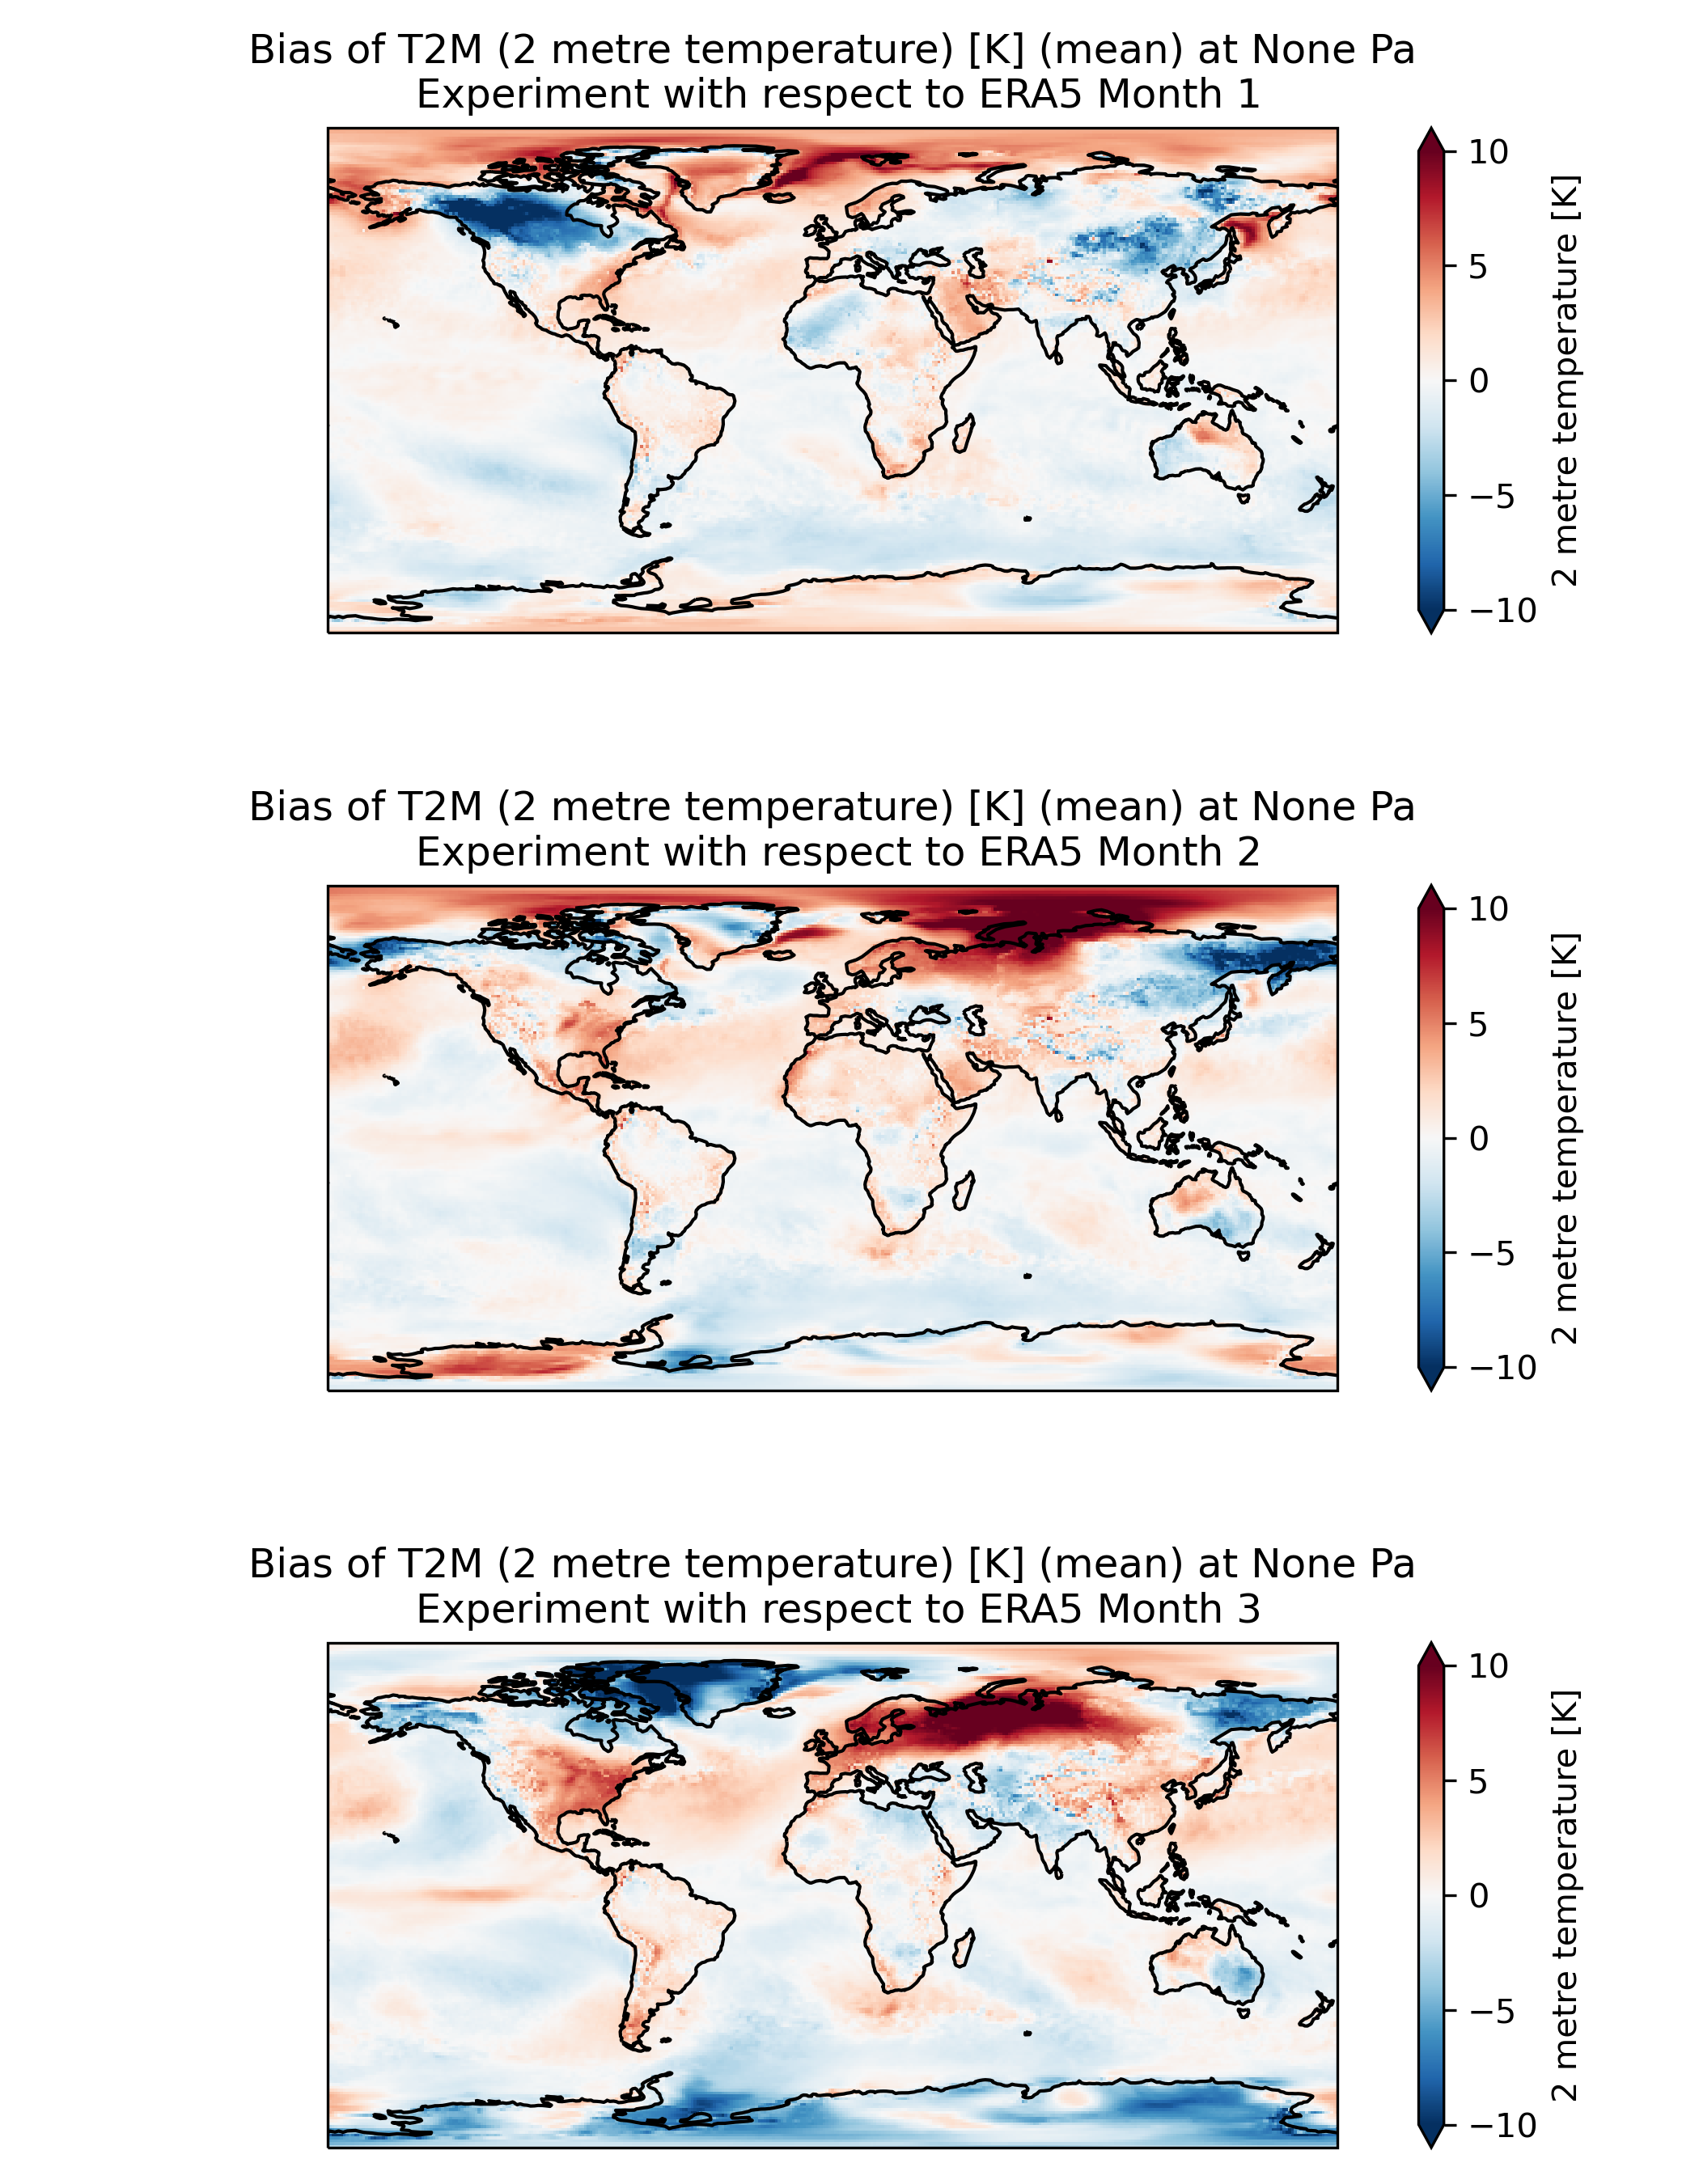 Bias of T2M (2 metre temperature) [K] (mean) at None Pa
Experiment with respect to ERA5 Month 1
10
5
0
−5
−10
2 metre temperature [K]
Bias of T2M (2 metre temperature) [K] (mean) at None Pa
Experiment with respect to ERA5 Month 2
10
5
0
−5
−10
2 metre temperature [K]
Bias of T2M (2 metre temperature) [K] (mean) at None Pa
Experiment with respect to ERA5 Month 3
10
5
0
−5
−10
2 metre temperature [K]